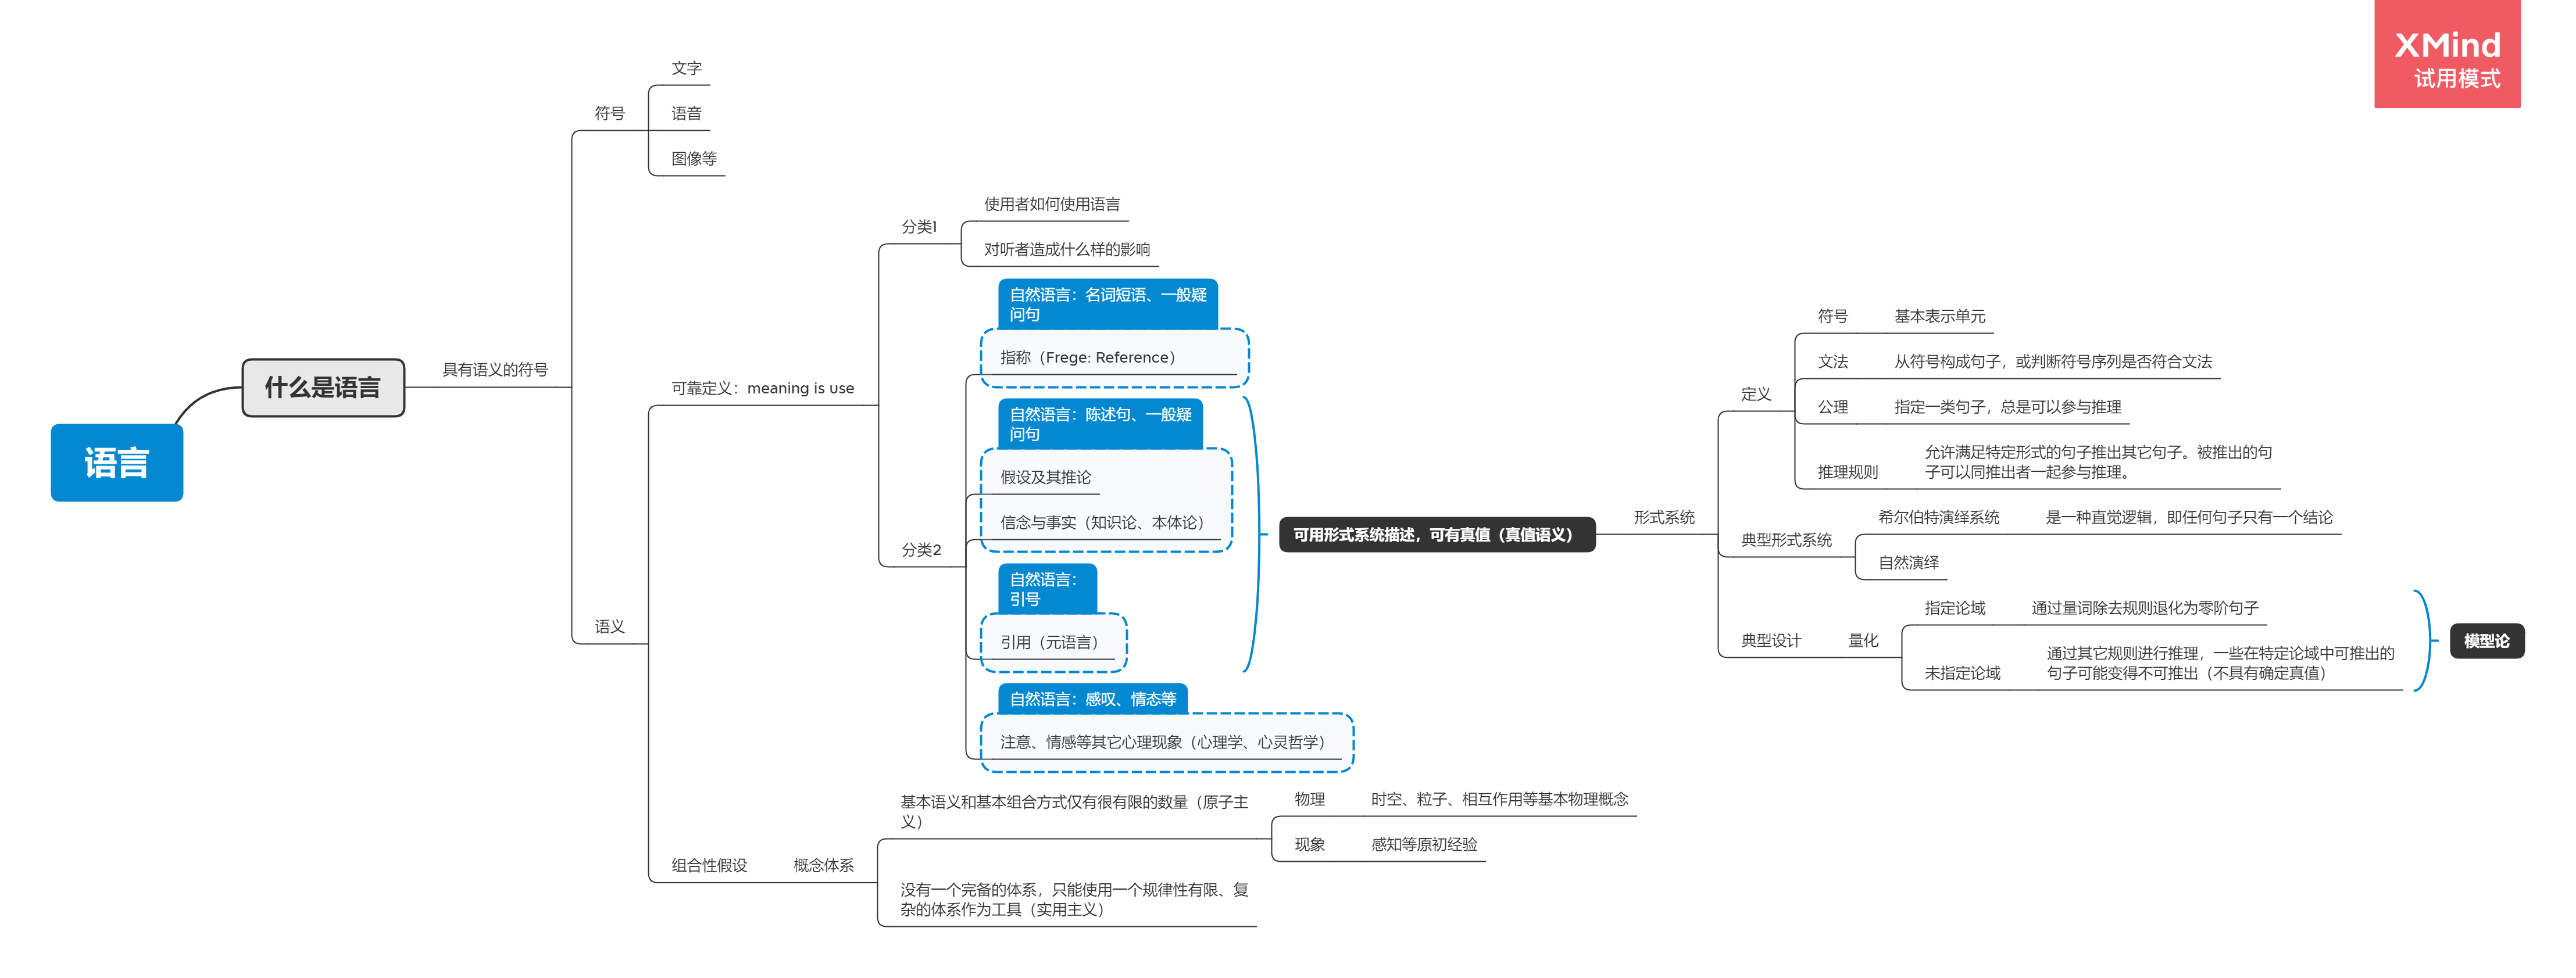 XMind
试用模式
语言
什么是语言
具有语义的符号
符号
文字
语音
图像等
语义
可靠定义：meaning is use
分类1
使用者如何使用语言
对听者造成什么样的影响
分类2
自然语言：名词短语、一般疑
问句
指称（Frege: Reference）
自然语言：陈述句、一般疑
问句
假设及其推论
信念与事实（知识论、本体论）
自然语言：
引号
引用（元语言）
自然语言：感叹、情态等
注意、情感等其它心理现象（心理学、心灵哲学）
可用形式系统描述，可有真值（真值语义）
形式系统
定义
符号
基本表示单元
文法
从符号构成句子，或判断符号序列是否符合文法
公理
指定一类句子，总是可以参与推理
推理规则
允许满足特定形式的句子推出其它句子。被推出的句
子可以同推出者一起参与推理。
典型形式系统
希尔伯特演绎系统
是一种直觉逻辑，即任何句子只有一个结论
自然演绎
典型设计
量化
指定论域
通过量词除去规则退化为零阶句子
未指定论域
通过其它规则进行推理，一些在特定论域中可推出的
句子可能变得不可推出（不具有确定真值）
模型论
组合性假设
概念体系
基本语义和基本组合方式仅有很有限的数量（原子主
义）
物理
时空、粒子、相互作用等基本物理概念
现象
感知等原初经验
没有一个完备的体系，只能使用一个规律性有限、复
杂的体系作为工具（实用主义）